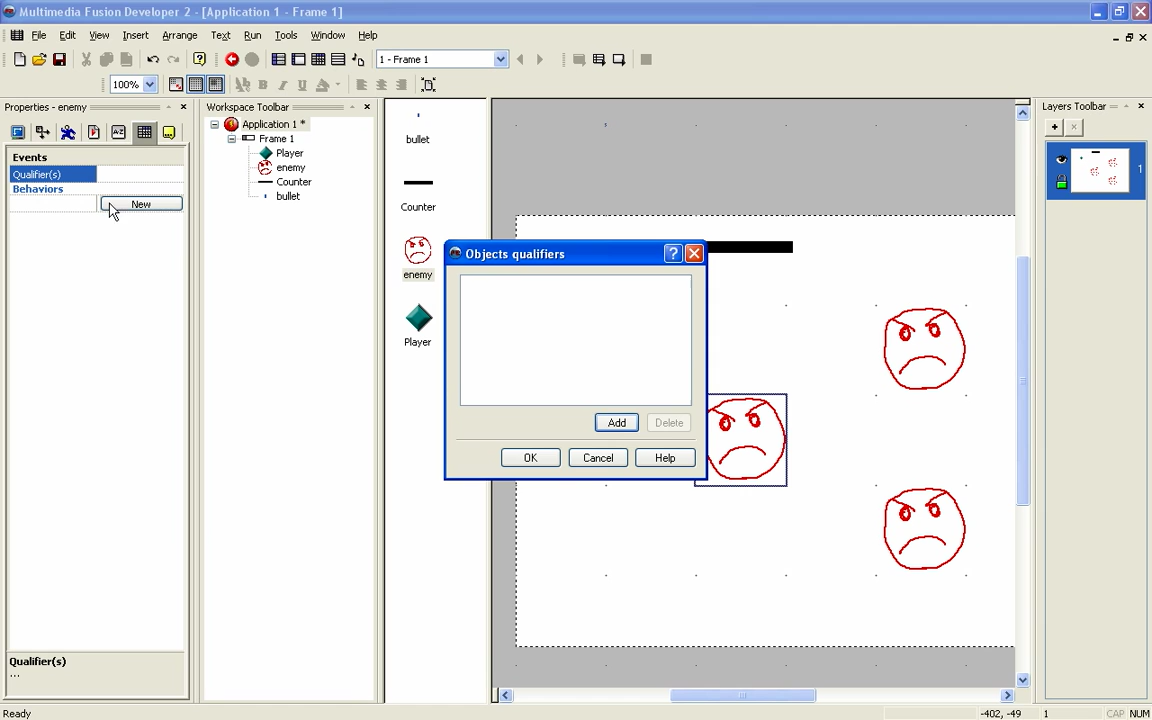 Multimedia Fusion Developer 2 - [Application 1 - Frame 1]
File Edit View Insert Arrange Text Run Tools Window Help
1 - Frame 1
100%
Properties - enemy
Workspace Toolbar
Layers Toolbar
Events
Qualifier(s)
Behaviors
New
Application 1 *
Frame 1
Player
enemy
Counter
bullet
bullet
Counter
enemy
Player
Objects qualifiers
Add
Delete
OK
Cancel
Help
1
Qualifier(s)
...
Ready
-402, -49
1
CAP NUM